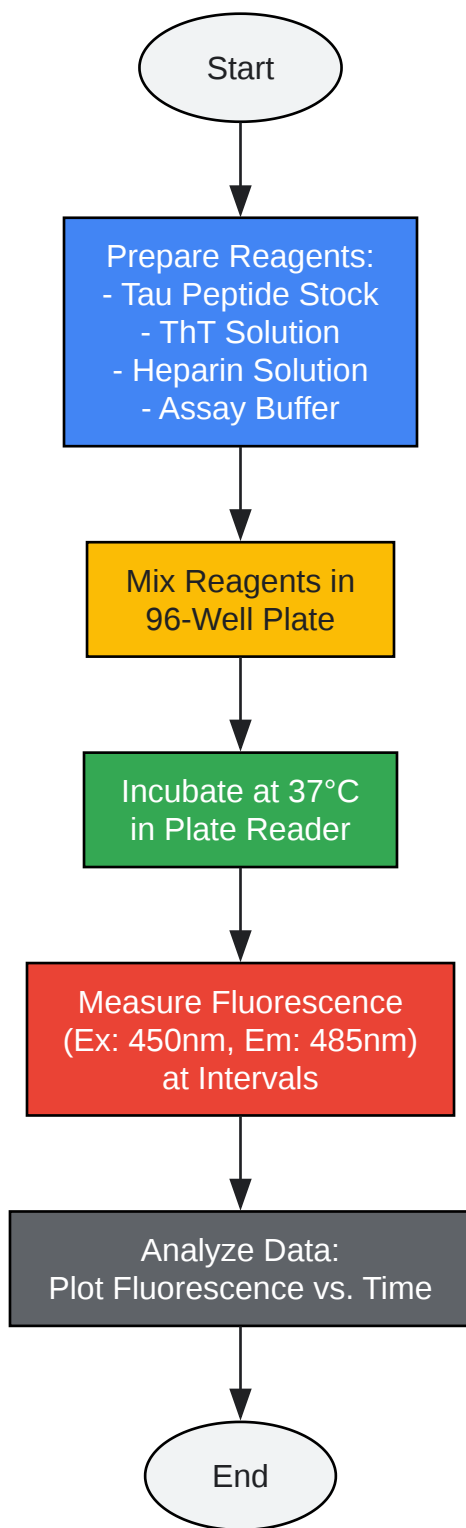 Start
Prepare Reagents:
- Tau Peptide Stock
- ThT Solution
- Heparin Solution
- Assay Buffer
Mix Reagents in
96-Well Plate
Incubate at 37°C
in Plate Reader
Measure Fluorescence
(Ex: 450nm, Em: 485nm)
at Intervals
Analyze Data:
Plot Fluorescence vs. Time
End